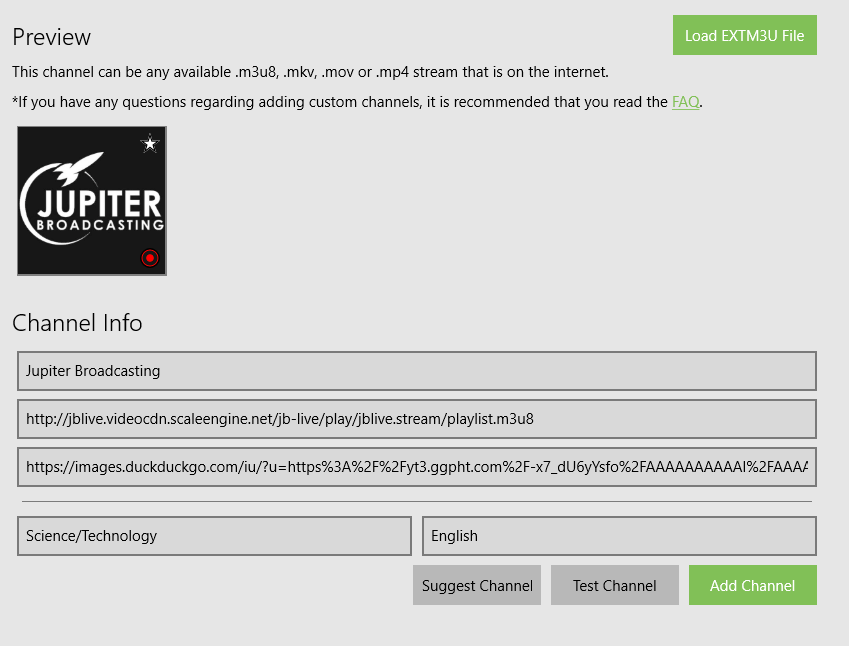 Preview
Load EXTM3U File
This channel can be any available .m3u8, .mkv, .mov or .mp4 stream that is on the internet.
*If you have any questions regarding adding custom channels, it is recommended that you read the FAQ.
JUPITER
BROADCASTING
Channel Info
Jupiter Broadcasting
http://jblive.videocdn.scaleengine.net/jb-live/play/jblive.stream/playlist.m3u8
https://images.duckduckgo.com/iu/?u=https%3A%2F%2Fyt3.ggpht.com%2F-x7_dU6yYsfo%2FAAAAAAAAAAI%2FAAAA
Science/Technology
English
Suggest Channel
Test Channel
Add Channel